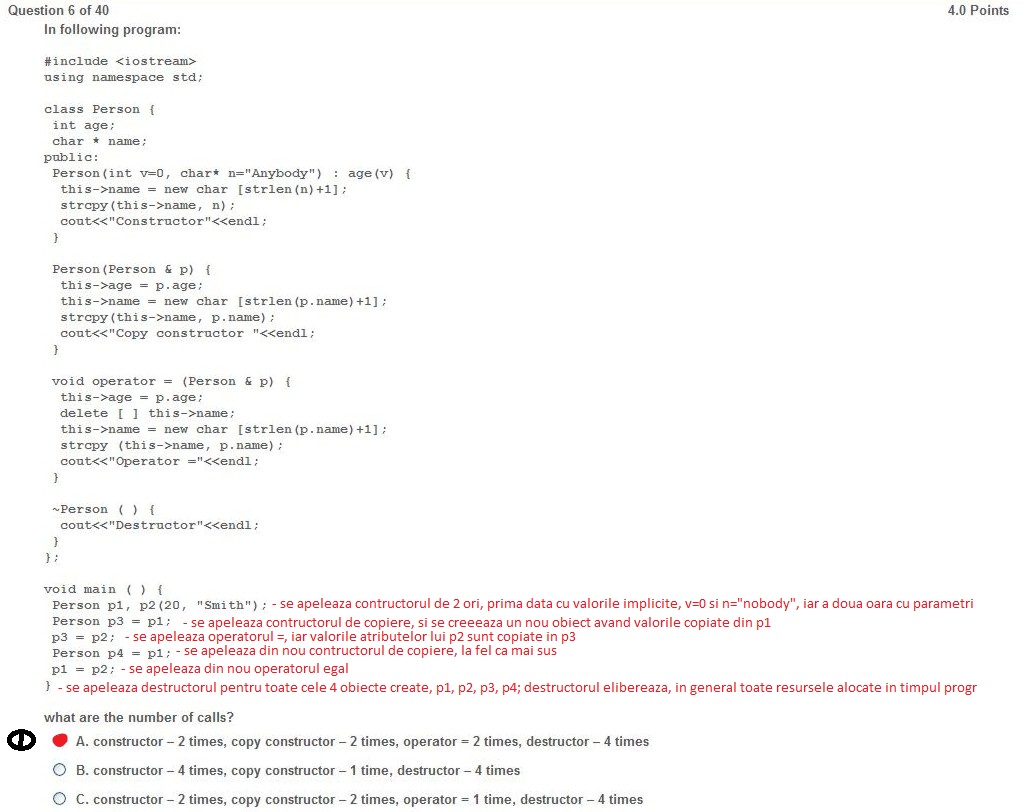 Question 6 of 40 4.0 Points
In following program:
#include <iostream>
using namespace std;
class Person {
int age;
char * name;
public:
Person(int v=0, char* n="Anybody") : age(v) {
this->name = new char [strlen(n)+1];
strcpy(this->name, n);
cout<<"Constructor"<<endl;
}
Person(Person & p) {
this->age = p.age;
this->name = new char [strlen(p.name)+1];
strcpy(this->name, p.name);
cout<<"Copy constructor "<<endl;
}
void operator = (Person & p) {
this->age = p.age;
delete [ ] this->name;
this->name = new char [strlen(p.name)+1];
strcpy (this->name, p.name);
cout<<"Operator ="<<endl;
}
~Person ( ) {
cout<<"Destructor"<<endl;
}
};
void main ( ) {
Person p1, p2(20, "Smith"); - se apeleaza contructorul de 2 ori, prima data cu valorile implicite, v=0 si n="nobody", iar a doua oara cu parametri
Person p3 = p1; - se apeleaza contructorul de copiere, si se creeeaza un nou obiect avand valorile copiate din p1
p3 = p2; - se apeleaza operatorul =, iar valorile atributelor lui p2 sunt copiate in p3
Person p4 = p1; - se apeleaza din nou contructorul de copiere, la fel ca mai sus
p1 = p2; - se apeleaza din nou operatorul egal
} - se apeleaza destructorul pentru toate cele 4 obiecte create, p1, p2, p3, p4; destructorul elibereaza, in general toate resursele alocate in timpul progr
what are the number of calls?
A. constructor – 2 times, copy constructor – 2 times, operator = 2 times, destructor – 4 times
B. constructor – 4 times, copy constructor – 1 time, destructor – 4 times
C. constructor – 2 times, copy constructor – 2 times, operator = 1 time, destructor – 4 times